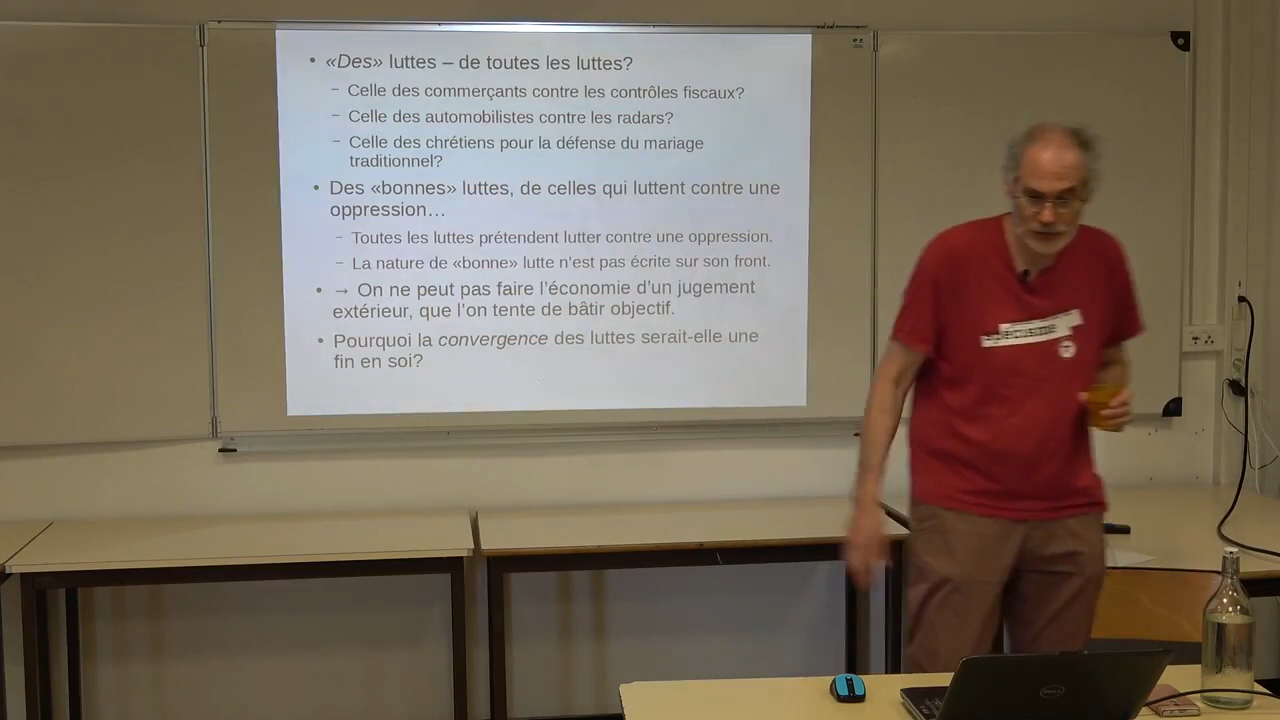 • «Des» luttes – de toutes les luttes?
– Celle des commerçants contre les contrôles fiscaux?
– Celle des automobilistes contre les radars?
– Celle des chrétiens pour la défense du mariage
traditionnel?
• Des «bonnes» luttes, de celles qui luttent contre une
oppression…
– Toutes les luttes prétendent lutter contre une oppression.
– La nature de «bonne» lutte n’est pas écrite sur son front.
• → On ne peut pas faire l’économie d’un jugement
extérieur, que l’on tente de bâtir objectif.
• Pourquoi la convergence des luttes serait-elle une
fin en soi?
spécisme
DELL